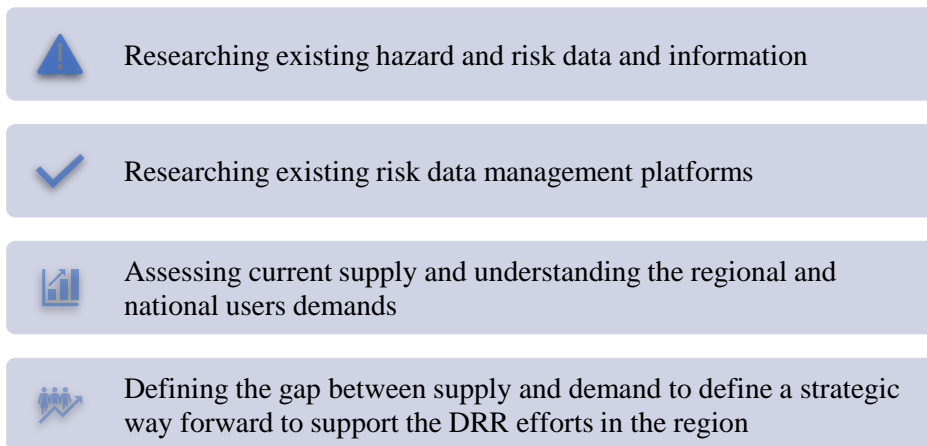 Researching existing hazard and risk data and information
Researching existing risk data management platforms
Assessing current supply and understanding the regional and
national users demands
Defining the gap between supply and demand to define a strategic
way forward to support the DRR efforts in the region